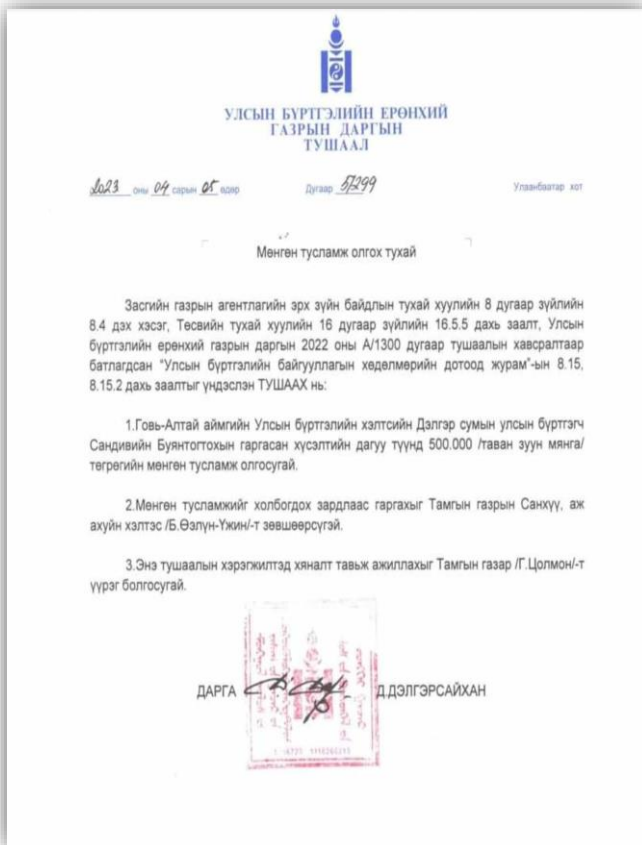 УЛСЫН БҮРТГЭЛИЙН ЕРӨНХИЙ
ГАЗРЫН ДАРГЫН
ТУШААЛ
2023 оны 04 сарын 05 өдөр Дугаар 5/299 Улаанбаатар хот
Мөнгөн тусламж олгох тухай
Засгийн газрын агентлагийн эрх зүйн байдлын тухай хуулийн 8 дугаар зүйлийн
8.4 дэх хэсэг, Төсвийн тухай хуулийн 16 дугаар зүйлийн 16.5.5 дахь заалт, Улсын
бүртгэлийн ерөнхий газрын даргын 2022 оны А/1300 дугаар тушаалын хавсралтаар
батлагдсан “Улсын бүртгэлийн байгууллагын хөдөлмөрийн дотоод журам”-ын 8.15,
8.15.2 дахь заалтыг үндэслэн ТУШААХ нь:
1.Говь-Алтай аймгийн Улсын бүртгэлийн хэлтсийн Дэлгэр сумын улсын бүртгэгч
Сандивийн Буянтогтохын гаргасан хүсэлтийн дагуу түүнд 500.000 /таван зуун мянга/
төгрөгийн мөнгөн тусламж олгосугай.
2.Мөнгөн тусламжийг холбогдох зардлаас гаргахыг Тамгын газрын Санхүү, аж
ахуйн хэлтэс /Б.Өэлүн-Үжин/-т зөвшөөрсүгэй.
3.Энэ тушаалын хэрэгжилтэд хяналт тавьж ажиллахыг Тамгын газар /Г.Цолмон/-т
үүрэг болгосугай.
ДАРГА Д.ДЭЛГЭРСАЙХАН